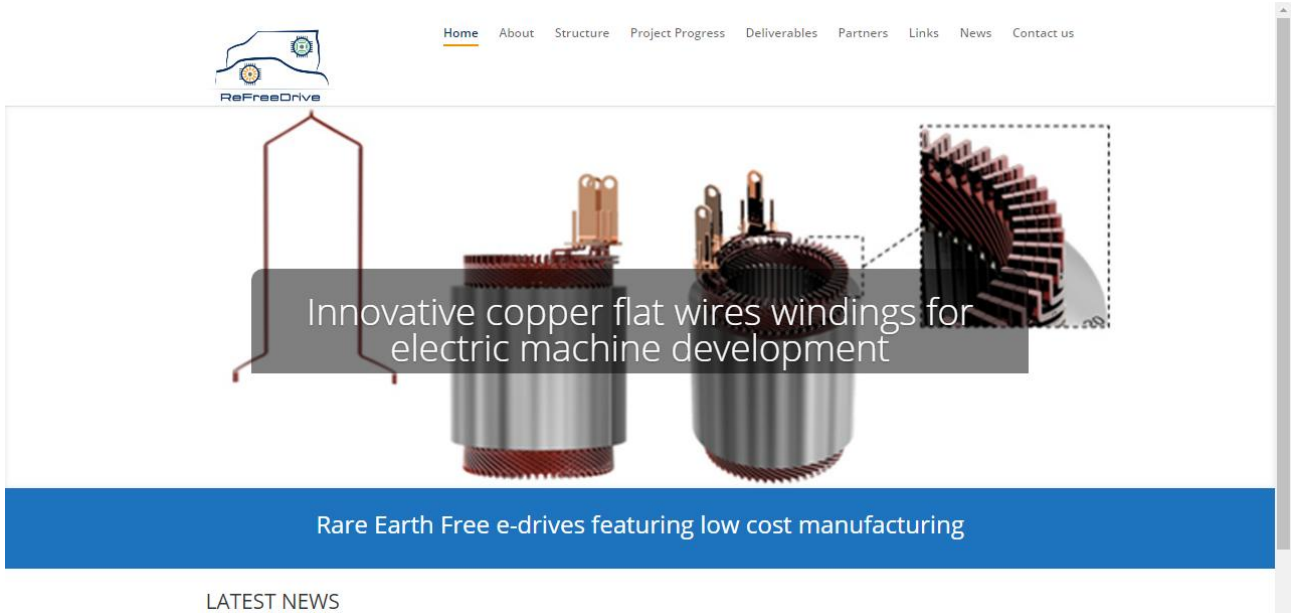 Home About Structure Project Progress Deliverables Partners Links News Contact us
ReFreeDrive
Innovative copper flat wires windings for
electric machine development
Rare Earth Free e-drives featuring low cost manufacturing
LATEST NEWS